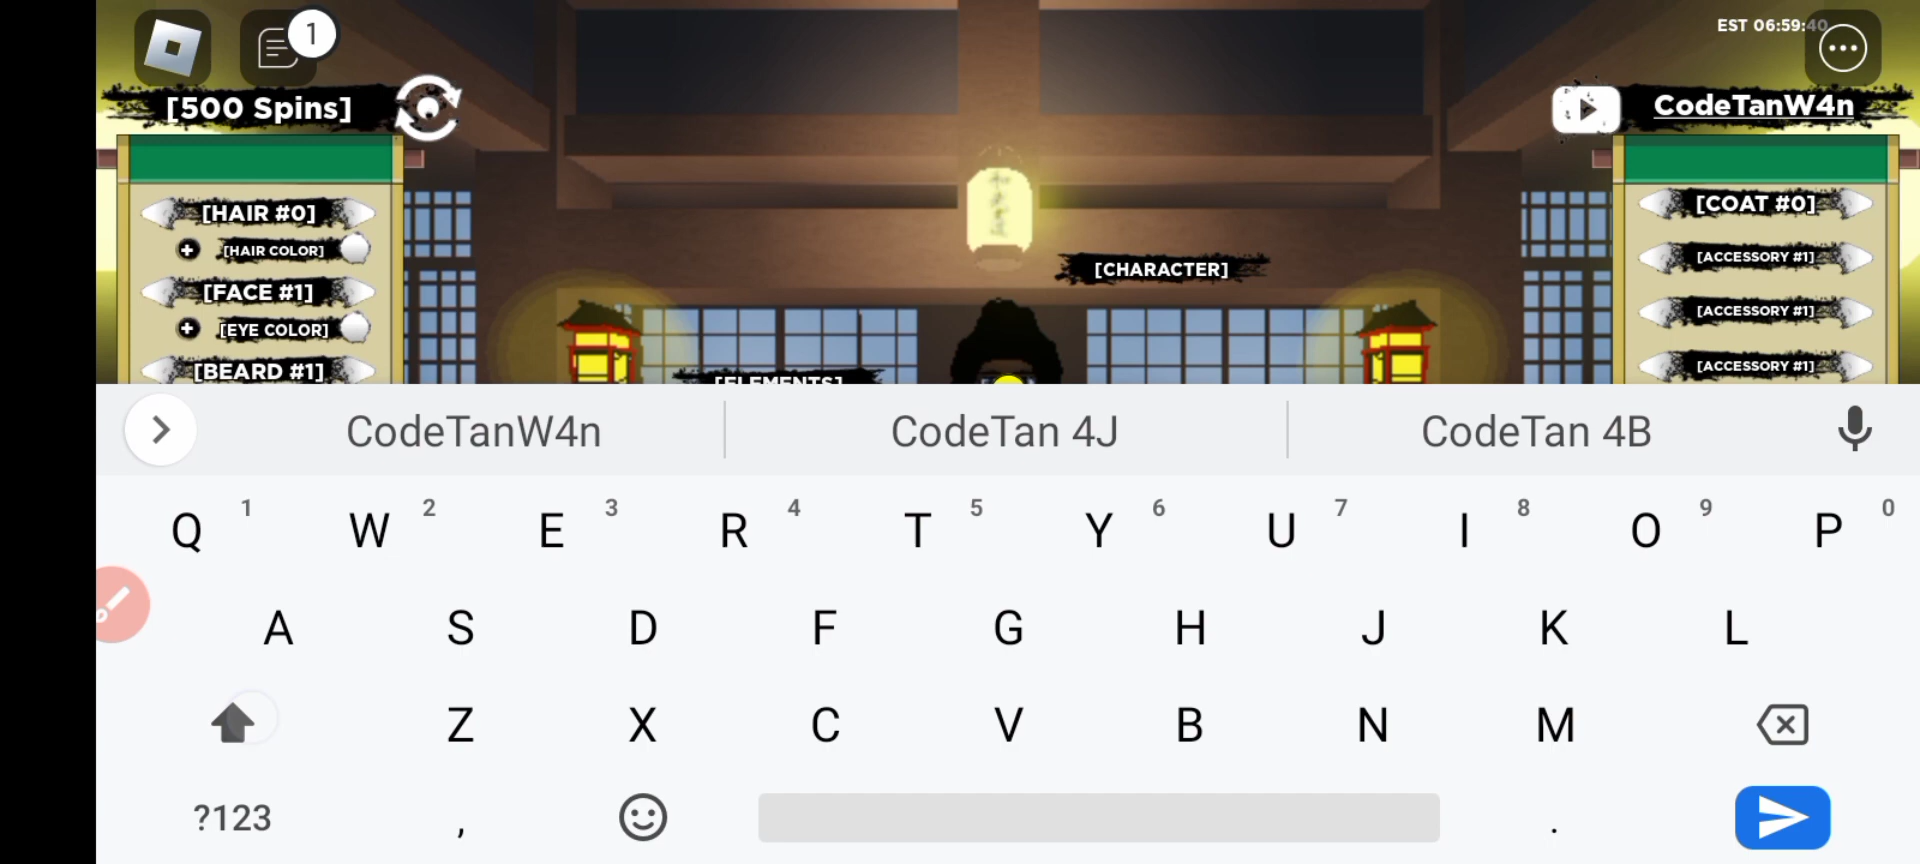 1
EST 06:59:40
[500 Spins]
CodeTanW4n
[HAIR #0]
[HAIR COLOR]
[FACE #1]
[EYE COLOR]
[BEARD #1]
[CHARACTER]
[ELEMENTS]
[COAT #0]
[ACCESSORY #1]
[ACCESSORY #1]
[ACCESSORY #1]
CodeTanW4n CodeTan 4J CodeTan 4B
Q 1 W 2 E 3 R 4 T 5 Y 6 U 7 I 8 O 9 P 0
A S D F G H J K L
Z X C V B N M
?123 , .